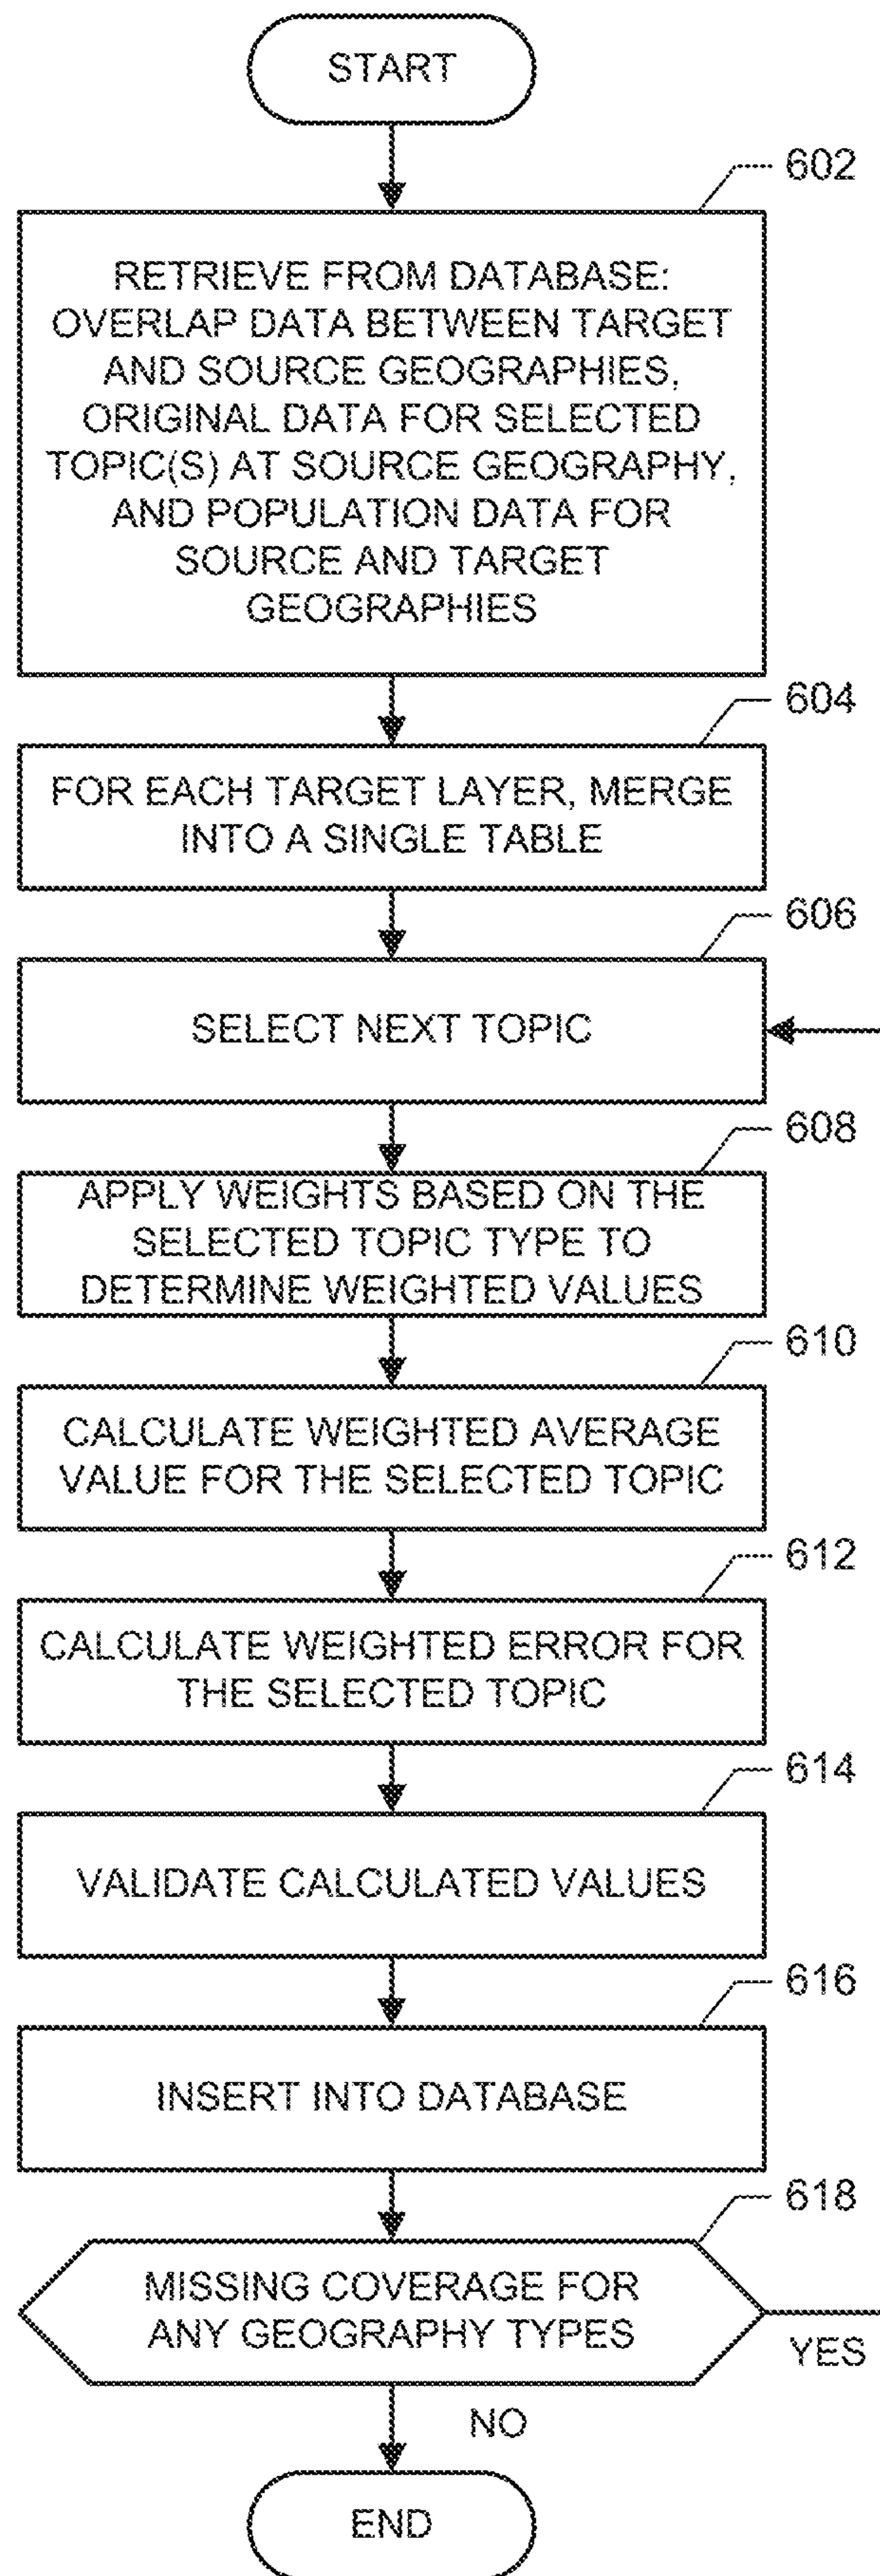 START
602
RETRIEVE FROM DATABASE:
OVERLAP DATA BETWEEN TARGET
AND SOURCE GEOGRAPHIES,
ORIGINAL DATA FOR SELECTED
TOPIC(S) AT SOURCE GEOGRAPHY,
AND POPULATION DATA FOR
SOURCE AND TARGET
GEOGRAPHIES
604
FOR EACH TARGET LAYER, MERGE
INTO A SINGLE TABLE
606
SELECT NEXT TOPIC
608
APPLY WEIGHTS BASED ON THE
SELECTED TOPIC TYPE TO
DETERMINE WEIGHTED VALUES
610
CALCULATE WEIGHTED AVERAGE
VALUE FOR THE SELECTED TOPIC
612
CALCULATE WEIGHTED ERROR FOR
THE SELECTED TOPIC
614
VALIDATE CALCULATED VALUES
616
INSERT INTO DATABASE
618
MISSING COVERAGE FOR
ANY GEOGRAPHY TYPES
YES
NO
END